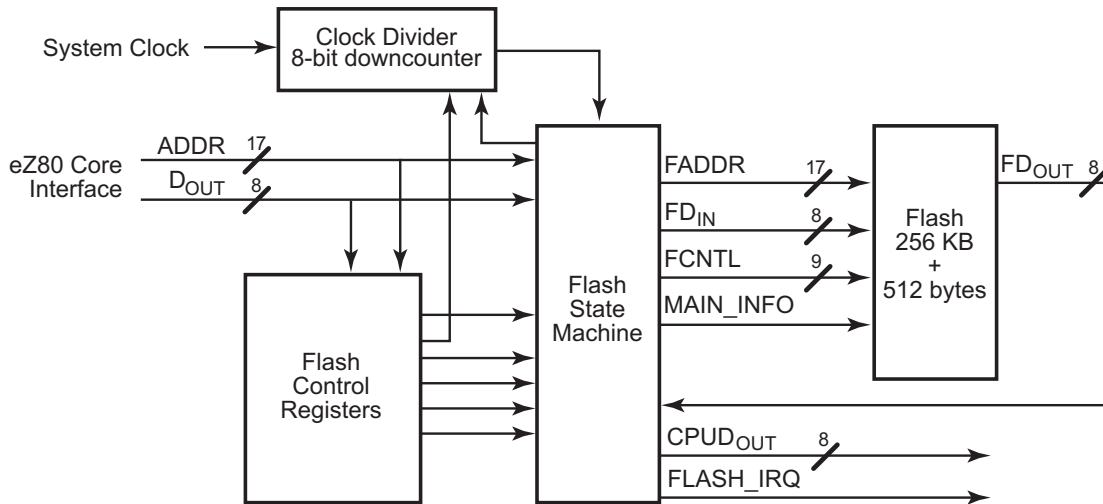 System Clock
Clock Divider
8-bit downcounter
eZ80 Core
Interface
ADDR
17
DOUT
8
Flash
Control
Registers
Flash
State
Machine
FADDR
17
FDIN
8
FCNTL
9
MAIN_INFO
Flash
256 KB
+
512 bytes
FDOUT
8
CPUDOUT
8
FLASH_IRQ